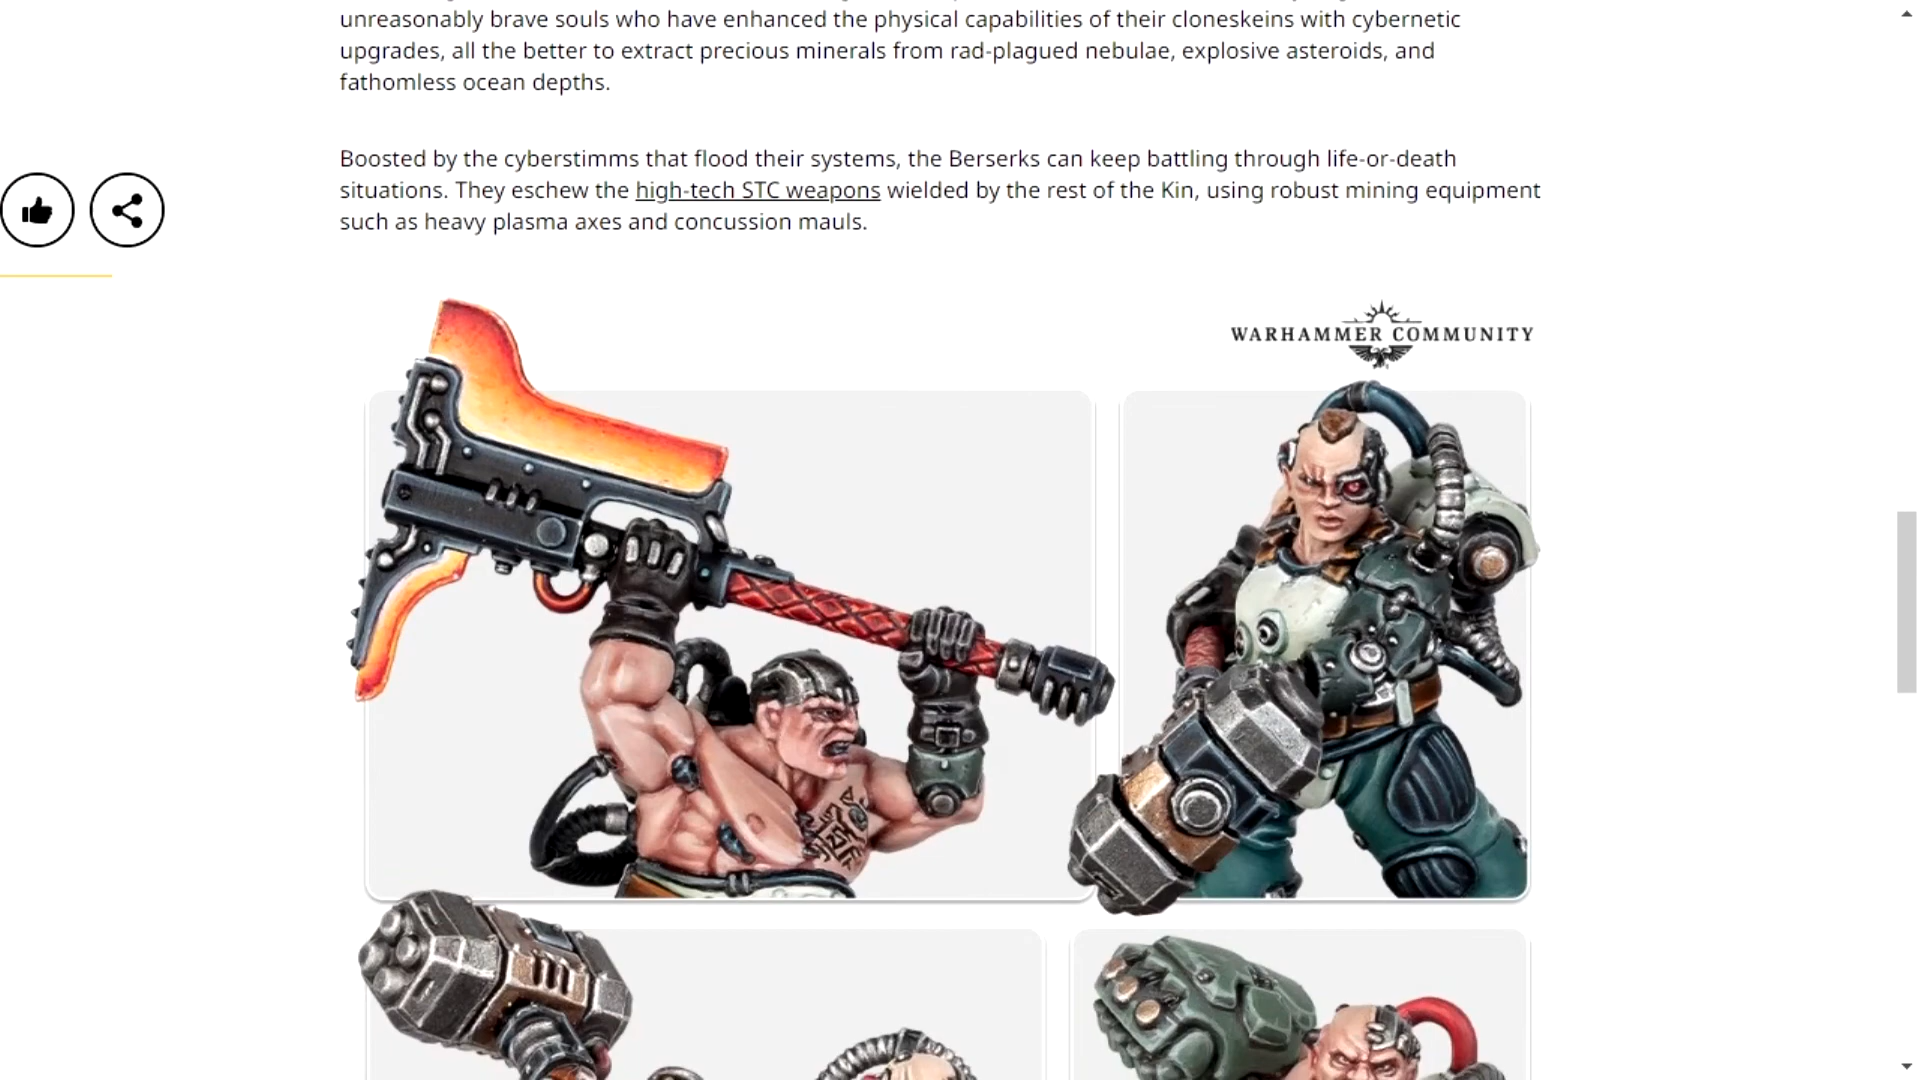 unreasonably brave souls who have enhanced the physical capabilities of their cloneskeins with cybernetic
upgrades, all the better to extract precious minerals from rad-plagued nebulae, explosive asteroids, and
fathomless ocean depths.
Boosted by the cyberstimms that flood their systems, the Berserks can keep battling through life-or-death
situations. They eschew the high-tech STC weapons wielded by the rest of the Kin, using robust mining equipment
such as heavy plasma axes and concussion mauls.
WARHAMMER COMMUNITY